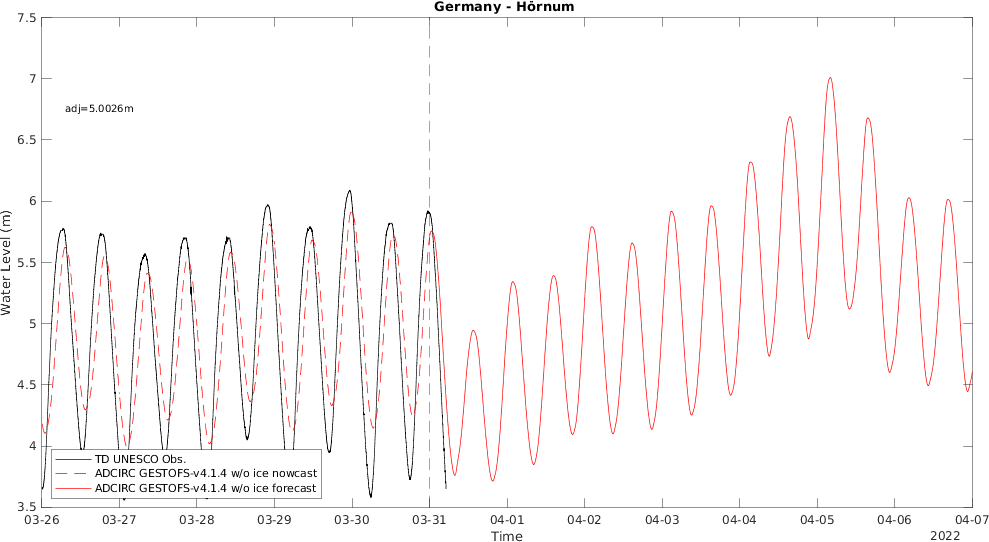 Germany - Hörnum
7.5
7
6.5
6
5.5
5
4.5
4
3.5
Water Level (m)
adj=5.0026m
TD UNESCO Obs.
ADCIRC GESTOFS-v4.1.4 w/o ice nowcast
ADCIRC GESTOFS-v4.1.4 w/o ice forecast
03-26 03-27 03-28 03-29 03-30 03-31 04-01 04-02 04-03 04-04 04-05 04-06 04-07
Time
2022